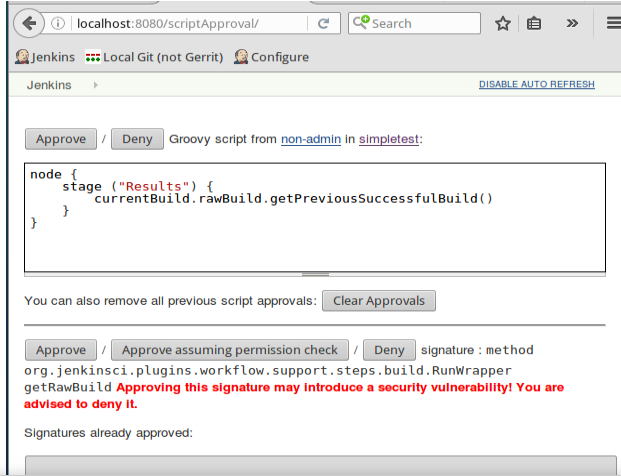 localhost:8080/scriptApproval/ Search
Jenkins Local Git (not Gerrit) Configure
Jenkins DISABLE AUTO REFRESH
Approve / Deny Groovy script from non-admin in simpletest:
node {
    stage ("Results") {
        currentBuild.rawBuild.getPreviousSuccessfulBuild()
    }
}
You can also remove all previous script approvals: Clear Approvals
Approve / Approve assuming permission check / Deny signature : method
org.jenkinsci.plugins.workflow.support.steps.build.RunWrapper
getRawBuild Approving this signature may introduce a security vulnerability! You are
advised to deny it.
Signatures already approved: